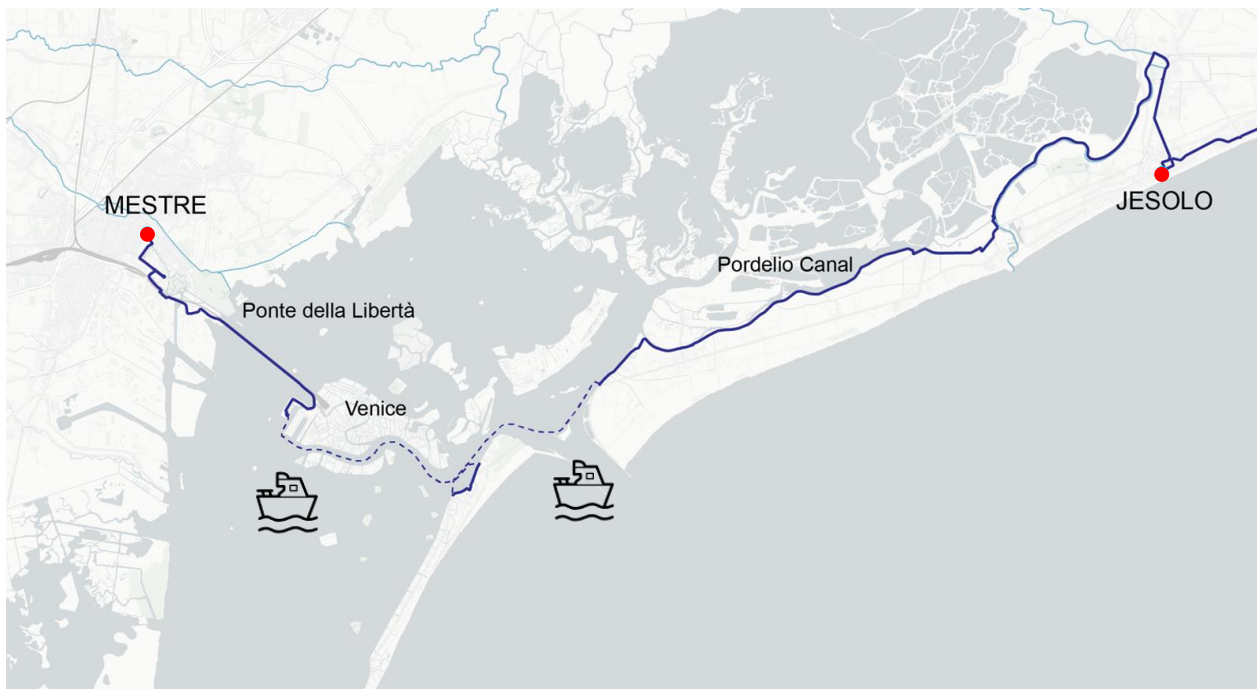 MESTRE
JESOLO
Pordelio Canal
Ponte della Libertà
Venice